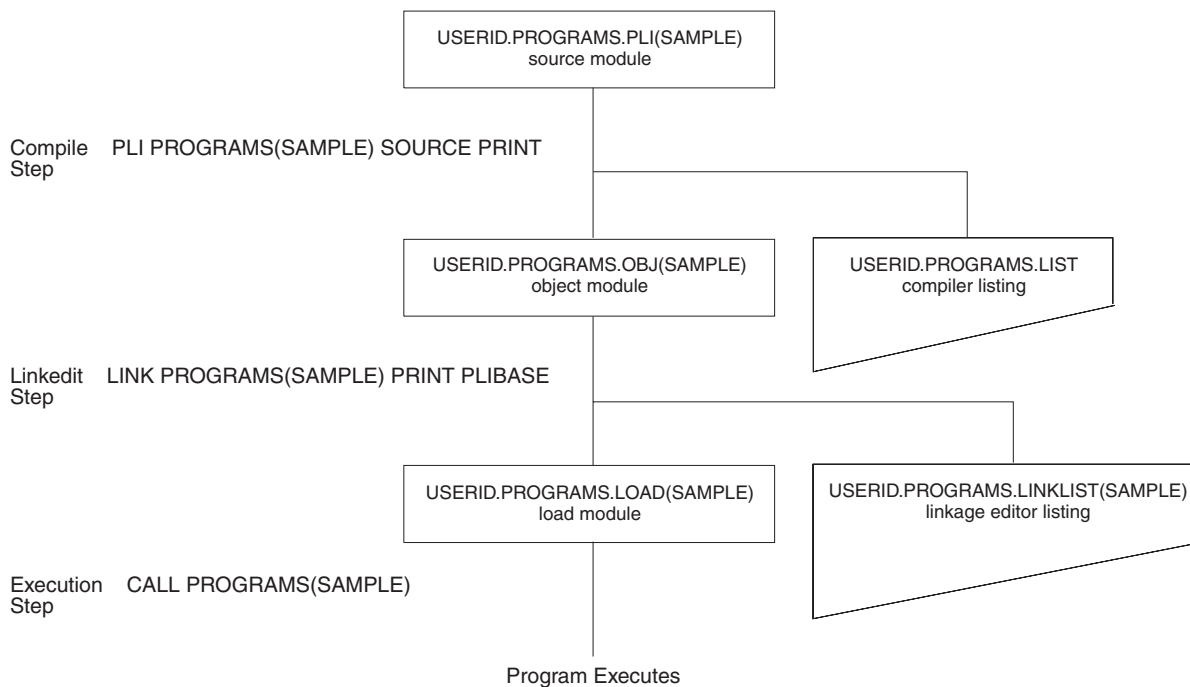 USERID.PROGRAMS.PLI(SAMPLE)
source module
Compile PLI PROGRAMS(SAMPLE) SOURCE PRINT
Step
USERID.PROGRAMS.OBJ(SAMPLE)
object module
USERID.PROGRAMS.LIST
compiler listing
Linkedit LINK PROGRAMS(SAMPLE) PRINT PLIBASE
Step
USERID.PROGRAMS.LOAD(SAMPLE)
load module
USERID.PROGRAMS.LINKLIST(SAMPLE)
linkage editor listing
Execution CALL PROGRAMS(SAMPLE)
Step
Program Executes